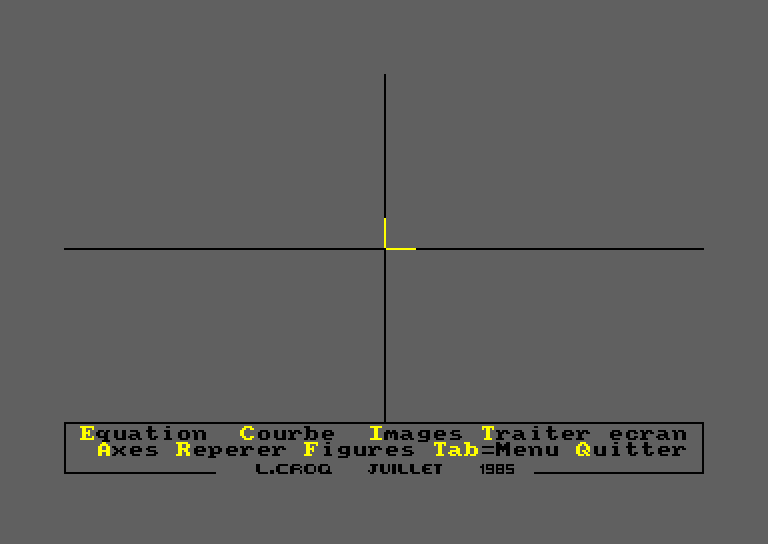 Equation Courbe Images Traiter ecran
Axes Reperer Figures Tab=Menu Quitter
L.CROQ JUILLET 1985